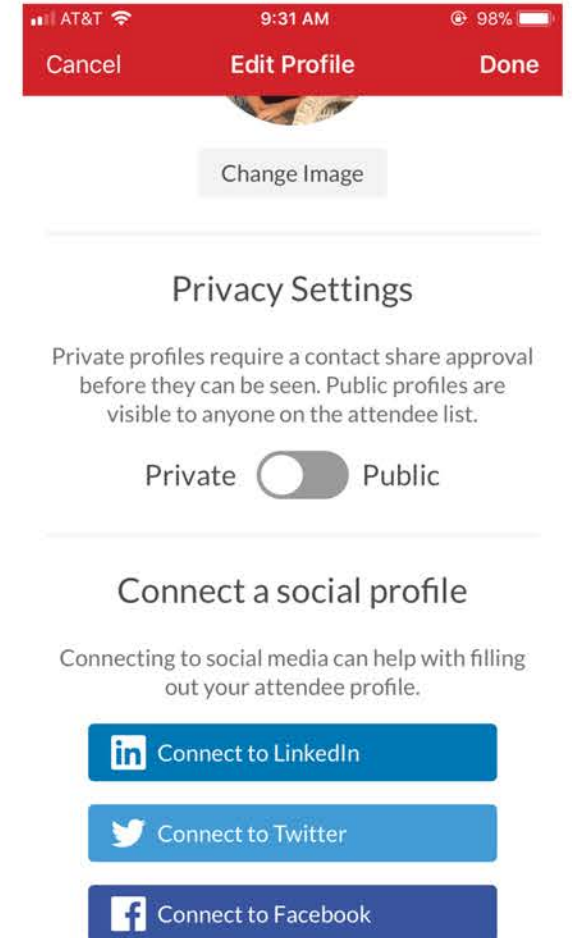 AT&T 9:31 AM 98%
Cancel Edit Profile Done
Change Image
Privacy Settings
Private profiles require a contact share approval
before they can be seen. Public profiles are
visible to anyone on the attendee list.
Private Public
Connect a social profile
Connecting to social media can help with filling
out your attendee profile.
in Connect to LinkedIn
Connect to Twitter
f Connect to Facebook